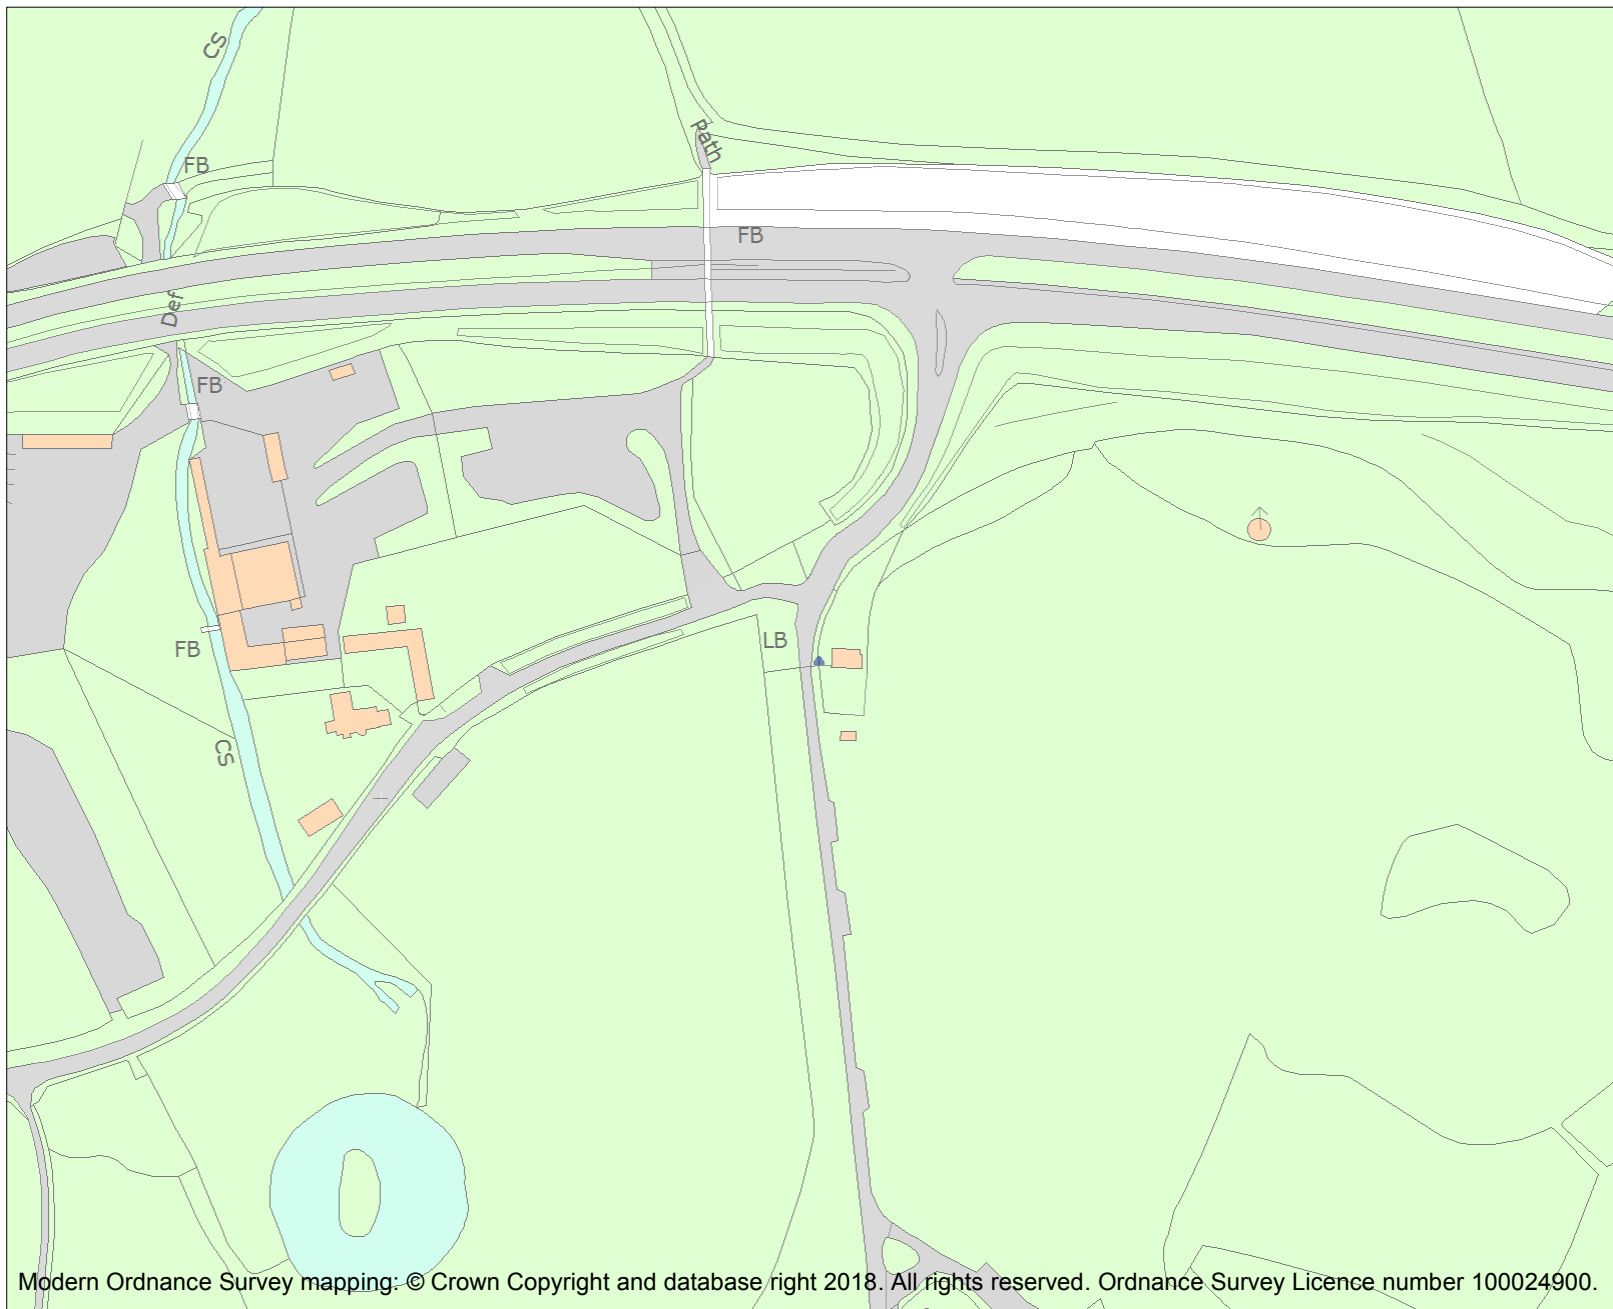 CS
Path
FB
FB
Def
FB
LB
FB
CS
Modern Ordnance Survey mapping: © Crown Copyright and database right 2018. All rights reserved. Ordnance Survey Licence number 100024900.